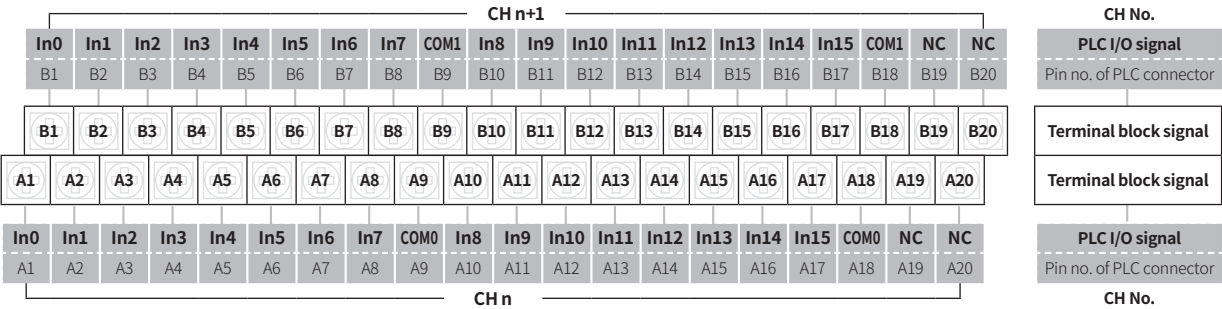 CH n+1 CH No.
In0 In1 In2 In3 In4 In5 In6 In7 COM1 In8 In9 In10 In11 In12 In13 In14 In15 COM1 NC NC PLC I/O signal
B1 B2 B3 B4 B5 B6 B7 B8 B9 B10 B11 B12 B13 B14 B15 B16 B17 B18 B19 B20 Pin no. of PLC connector
B1 B2 B3 B4 B5 B6 B7 B8 B9 B10 B11 B12 B13 B14 B15 B16 B17 B18 B19 B20 Terminal block signal
A1 A2 A3 A4 A5 A6 A7 A8 A9 A10 A11 A12 A13 A14 A15 A16 A17 A18 A19 A20 Terminal block signal
In0 In1 In2 In3 In4 In5 In6 In7 COM0 In8 In9 In10 In11 In12 In13 In14 In15 COM0 NC NC PLC I/O signal
A1 A2 A3 A4 A5 A6 A7 A8 A9 A10 A11 A12 A13 A14 A15 A16 A17 A18 A19 A20 Pin no. of PLC connector
CH n CH No.